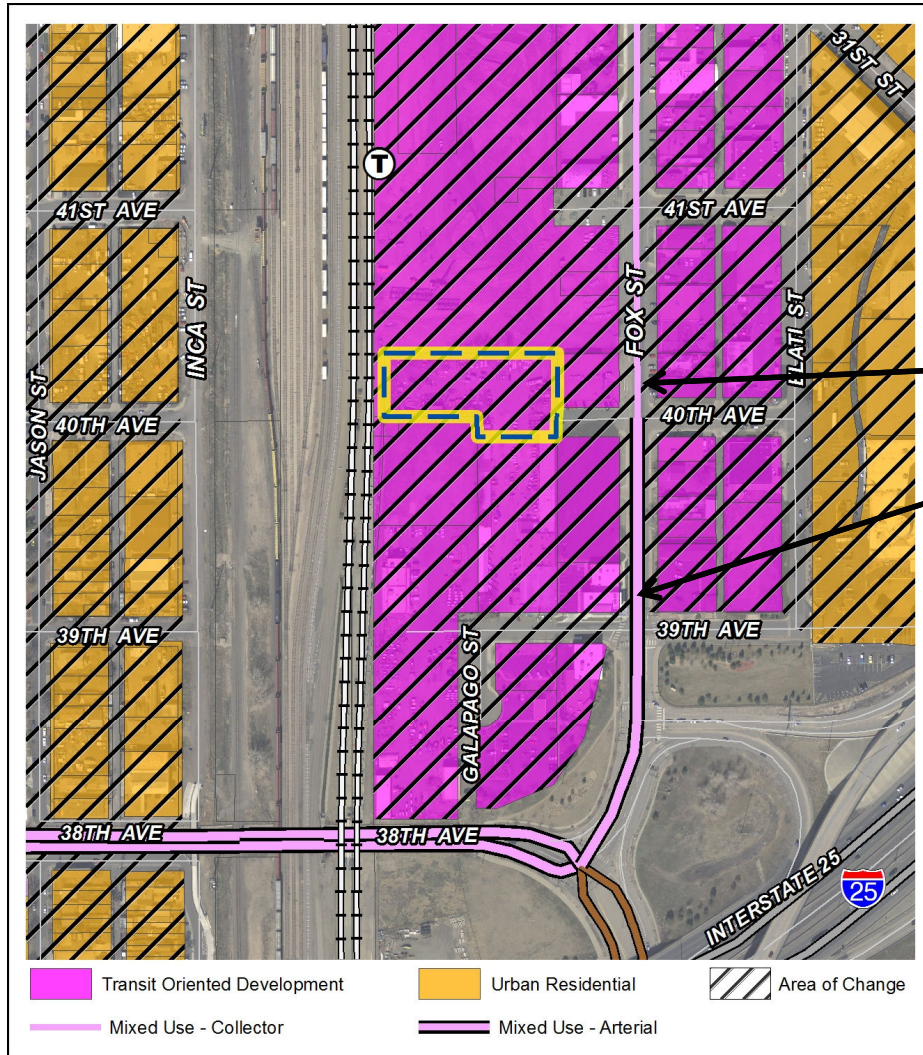 31ST ST
T
41ST AVE
41ST AVE
FOX ST
INCA ST
ELATI ST
JASON ST
40TH AVE
40TH AVE
39TH AVE
39TH AVE
GALAPAGO ST
38TH AVE
38TH AVE
INTERSTATE 25
25
Transit Oriented Development
Urban Residential
Area of Change
Mixed Use - Collector
Mixed Use - Arterial